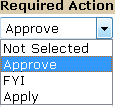 Required Action
Approve
Not Selected
Approve
FYI
Apply